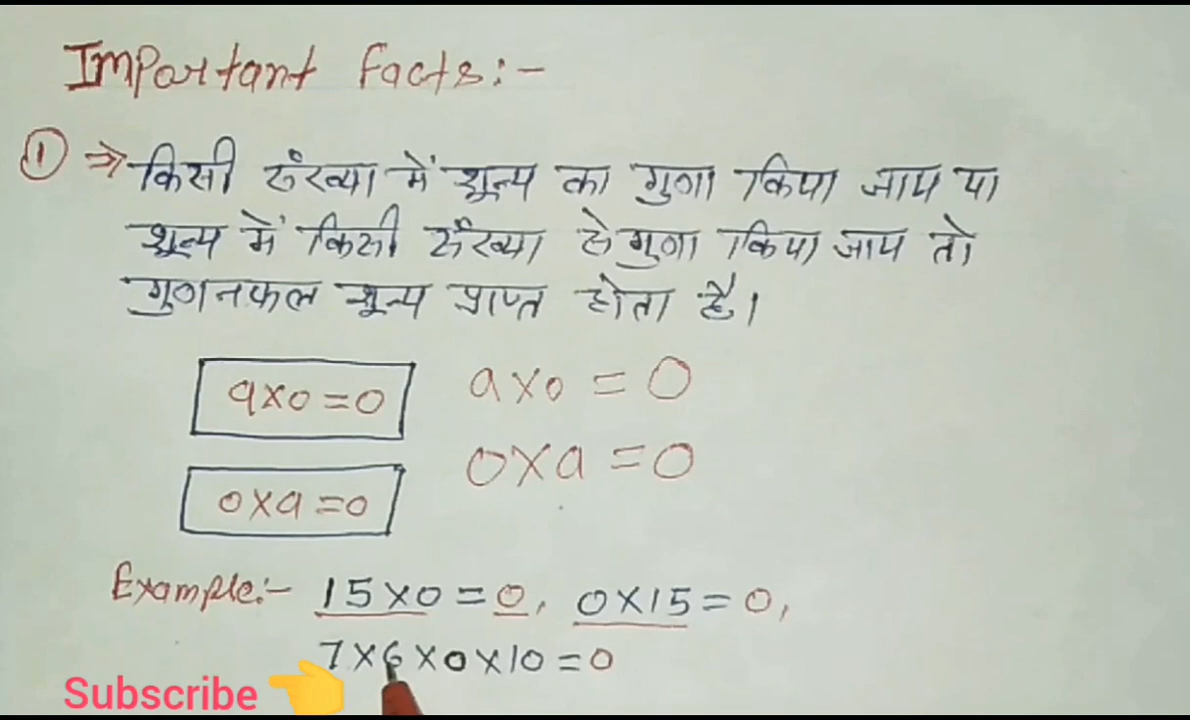 Important Facts:-
① ⇒ किसी संख्या में शून्य का गुणा किया जाय या
शून्य में किसी संख्या से गुणा किया जाय तो
गुणनफल शून्य प्राप्त होता है।
a×0=0 a×0=0
0×a=0 0×a=0
Example:- 15×0=0, 0×15=0,
7×6×0×10=0
Subscribe